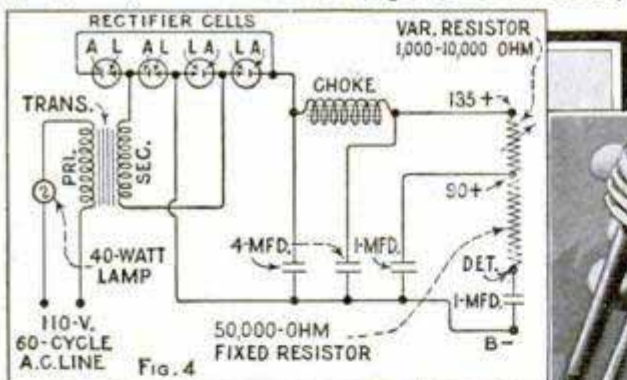 RECTIFIER CELLS
A L A L L A L A
VAR. RESISTOR
1,000-10,000 OHM
CHOKE
135+
TRANS.
PRI.
SEC.
90+
40-WATT
LAMP
4-MFD.
1-MFD.
DET.
1-MFD.
110-V.
60-CYCLE
A.C. LINE
50,000-OHM
FIXED RESISTOR
B-
FIG. 4